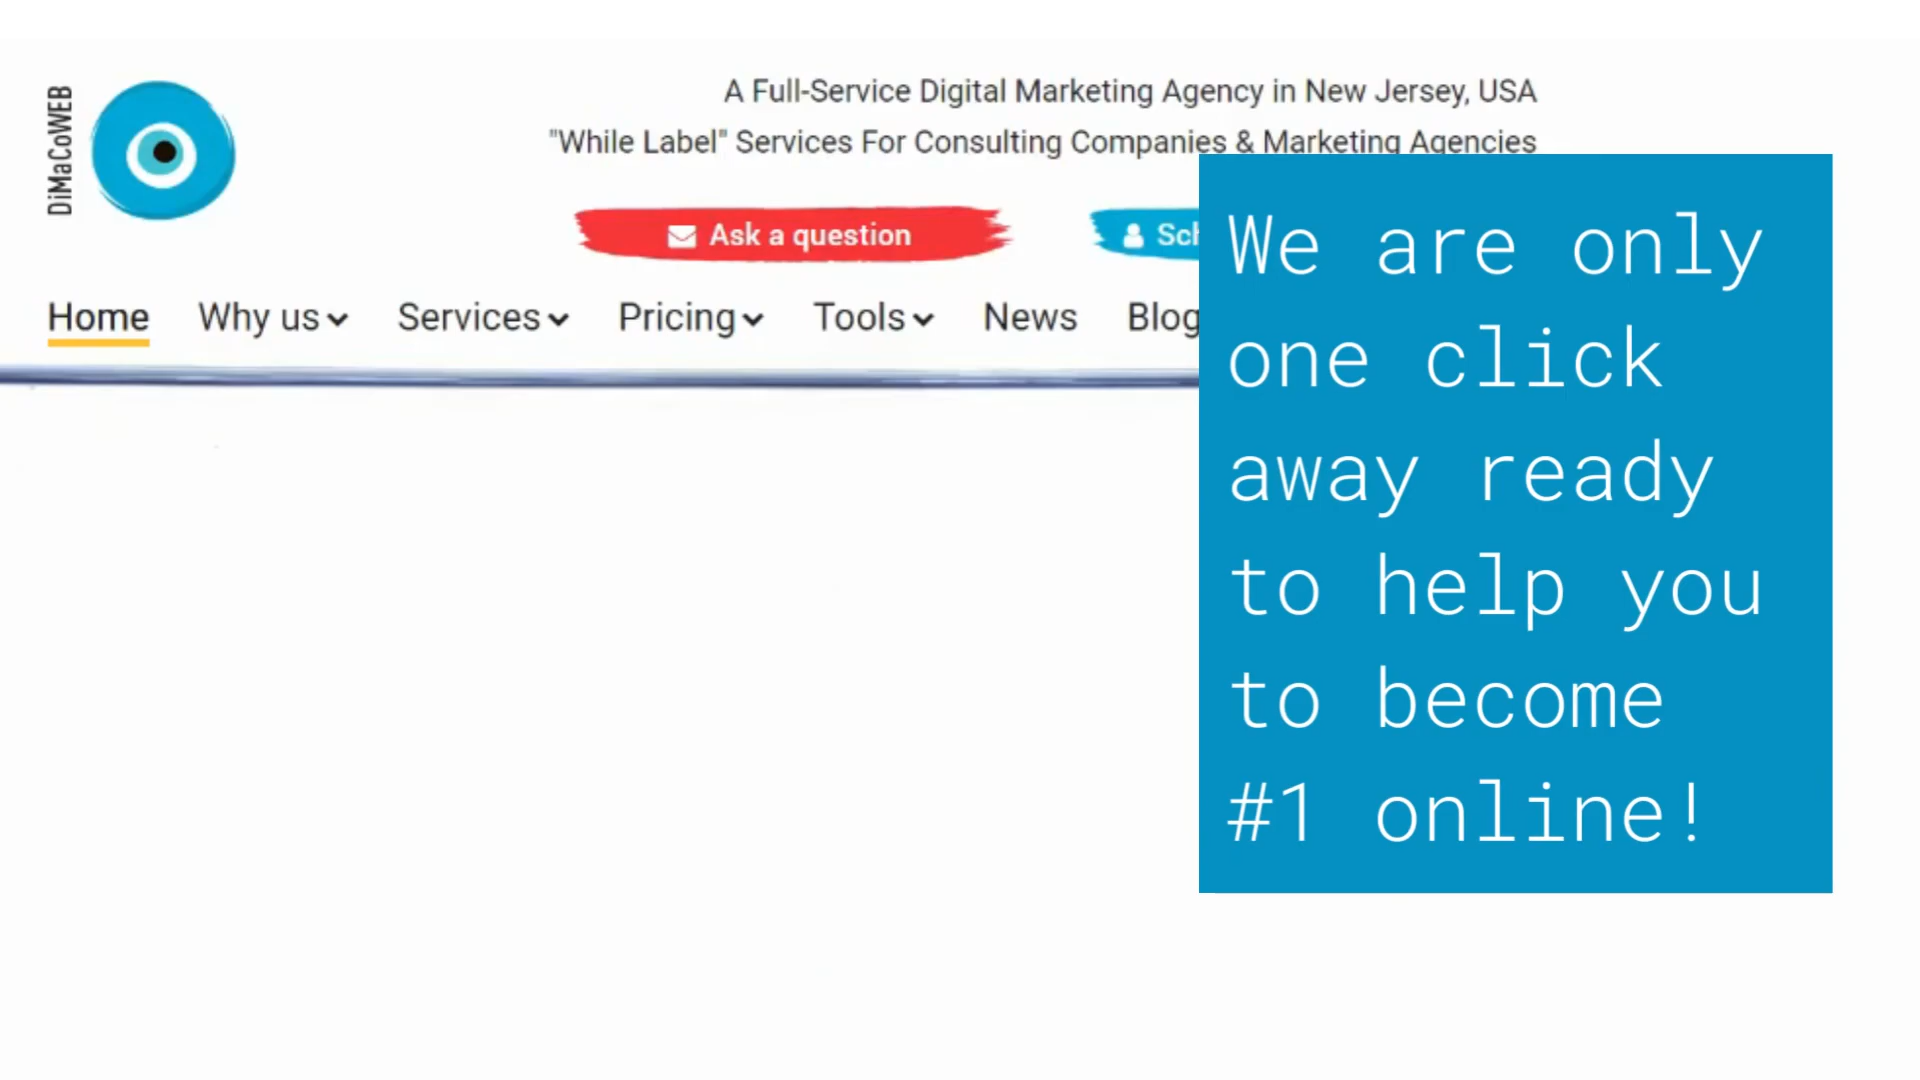 DiMaCoWEB
A Full-Service Digital Marketing Agency in New Jersey, USA
"While Label" Services For Consulting Companies & Marketing Agencies
Ask a question
Home Why us Services Pricing Tools News Blog
We are only
one click
away ready
to help you
to become
#1 online!